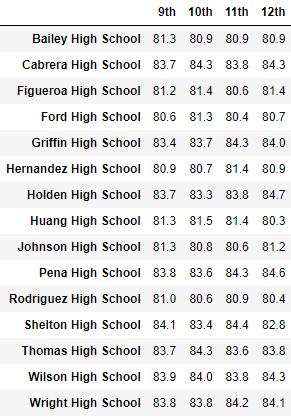 9th 10th 11th 12th
Bailey High School 81.3 80.9 80.9 80.9
Cabrera High School 83.7 84.3 83.8 84.3
Figueroa High School 81.2 81.4 80.6 81.4
Ford High School 80.6 81.3 80.4 80.7
Griffin High School 83.4 83.7 84.3 84.0
Hernandez High School 80.9 80.7 81.4 80.9
Holden High School 83.7 83.3 83.8 84.7
Huang High School 81.3 81.5 81.4 80.3
Johnson High School 81.3 80.8 80.6 81.2
Pena High School 83.8 83.6 84.3 84.6
Rodriguez High School 81.0 80.6 80.9 80.4
Shelton High School 84.1 83.4 84.4 82.8
Thomas High School 83.7 84.3 83.6 83.8
Wilson High School 83.9 84.0 83.8 84.3
Wright High School 83.8 83.8 84.2 84.1